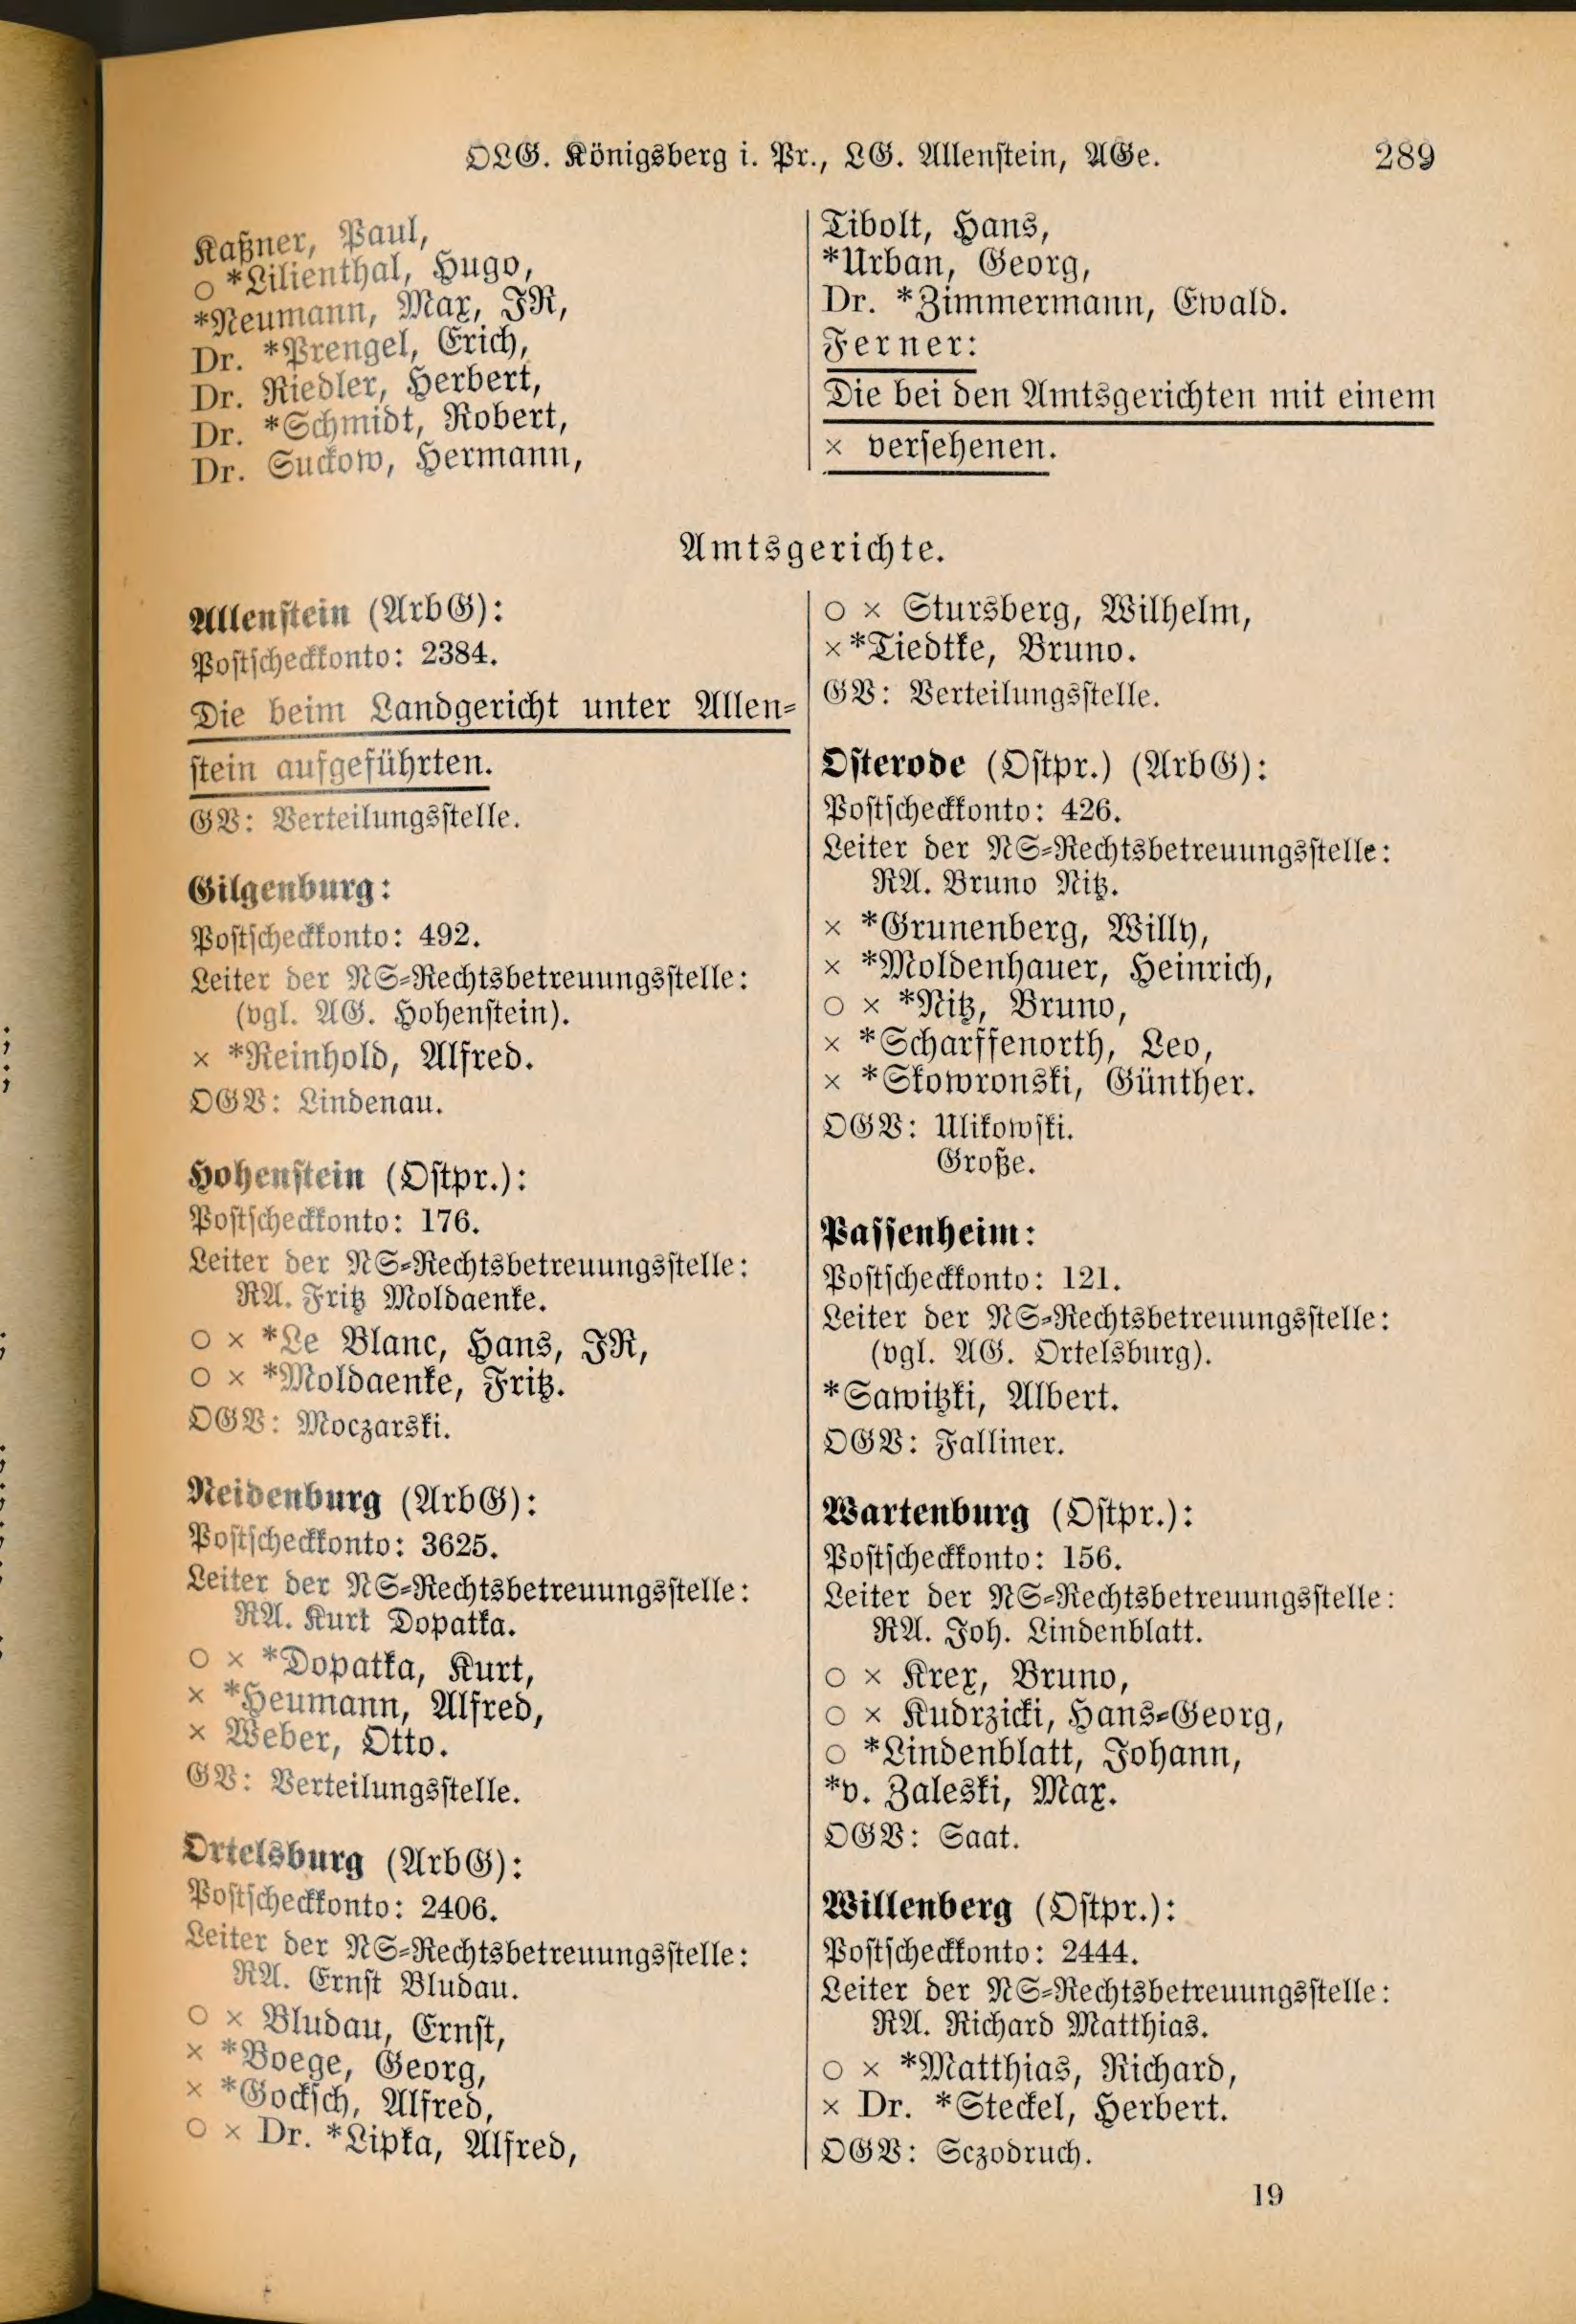 OLG. Königsberg i. Pr., LG. Allenstein, AGe. 289
Kaßner, Paul,
○ *Lilienthal, Hugo,
*Neumann, Max, JR,
Dr. *Prengel, Erich,
Dr. Riedler, Herbert,
Dr. *Schmidt, Robert,
Dr. Suckow, Hermann,
Tibolt, Hans,
*Urban, Georg,
Dr. *Zimmermann, Ewald.
Ferner:
Die bei den Amtsgerichten mit einem
× versehenen.
Amtsgerichte.
Allenstein (ArbG):
Postscheckkonto: 2384.
Die beim Landgericht unter Allen-
stein aufgeführten.
GV: Verteilungsstelle.
Gilgenburg:
Postscheckkonto: 492.
Leiter der NS-Rechtsbetreuungsstelle:
(vgl. AG. Hohenstein).
× *Reinhold, Alfred.
OGV: Lindenau.
Hohenstein (Ostpr.):
Postscheckkonto: 176.
Leiter der NS-Rechtsbetreuungsstelle:
RA. Fritz Moldaenke.
○ × *Le Blanc, Hans, JR,
○ × *Moldaenke, Fritz.
OGV: Moczarski.
Neidenburg (ArbG):
Postscheckkonto: 3625.
Leiter der NS-Rechtsbetreuungsstelle:
RA. Kurt Dopatka.
○ × *Dopatka, Kurt,
× *Heumann, Alfred,
× Weber, Otto.
GV: Verteilungsstelle.
Ortelsburg (ArbG):
Postscheckkonto: 2406.
Leiter der NS-Rechtsbetreuungsstelle:
RA. Ernst Bludau.
○ × Bludau, Ernst,
× *Boege, Georg,
× *Gocksch, Alfred,
○ × Dr. *Lipka, Alfred,
○ × Stursberg, Wilhelm,
×*Tiedtke, Bruno.
GV: Verteilungsstelle.
Osterode (Ostpr.) (ArbG):
Postscheckkonto: 426.
Leiter der NS-Rechtsbetreuungsstelle:
RA. Bruno Nitz.
× *Grunenberg, Willy,
× *Moldenhauer, Heinrich,
○ × *Nitz, Bruno,
× *Scharffenorth, Leo,
× *Skowronski, Günther.
OGV: Ulikowski.
Große.
Passenheim:
Postscheckkonto: 121.
Leiter der NS-Rechtsbetreuungsstelle:
(vgl. AG. Ortelsburg).
*Sawitzki, Albert.
OGV: Falliner.
Wartenburg (Ostpr.):
Postscheckkonto: 156.
Leiter der NS-Rechtsbetreuungsstelle:
RA. Joh. Lindenblatt.
○ × Krex, Bruno,
○ × Kudrzicki, Hans-Georg,
○ *Lindenblatt, Johann,
*v. Zaleski, Max.
OGV: Saat.
Willenberg (Ostpr.):
Postscheckkonto: 2444.
Leiter der NS-Rechtsbetreuungsstelle:
RA. Richard Matthias.
○ × *Matthias, Richard,
× Dr. *Steckel, Herbert.
OGV: Sczodruch.
19